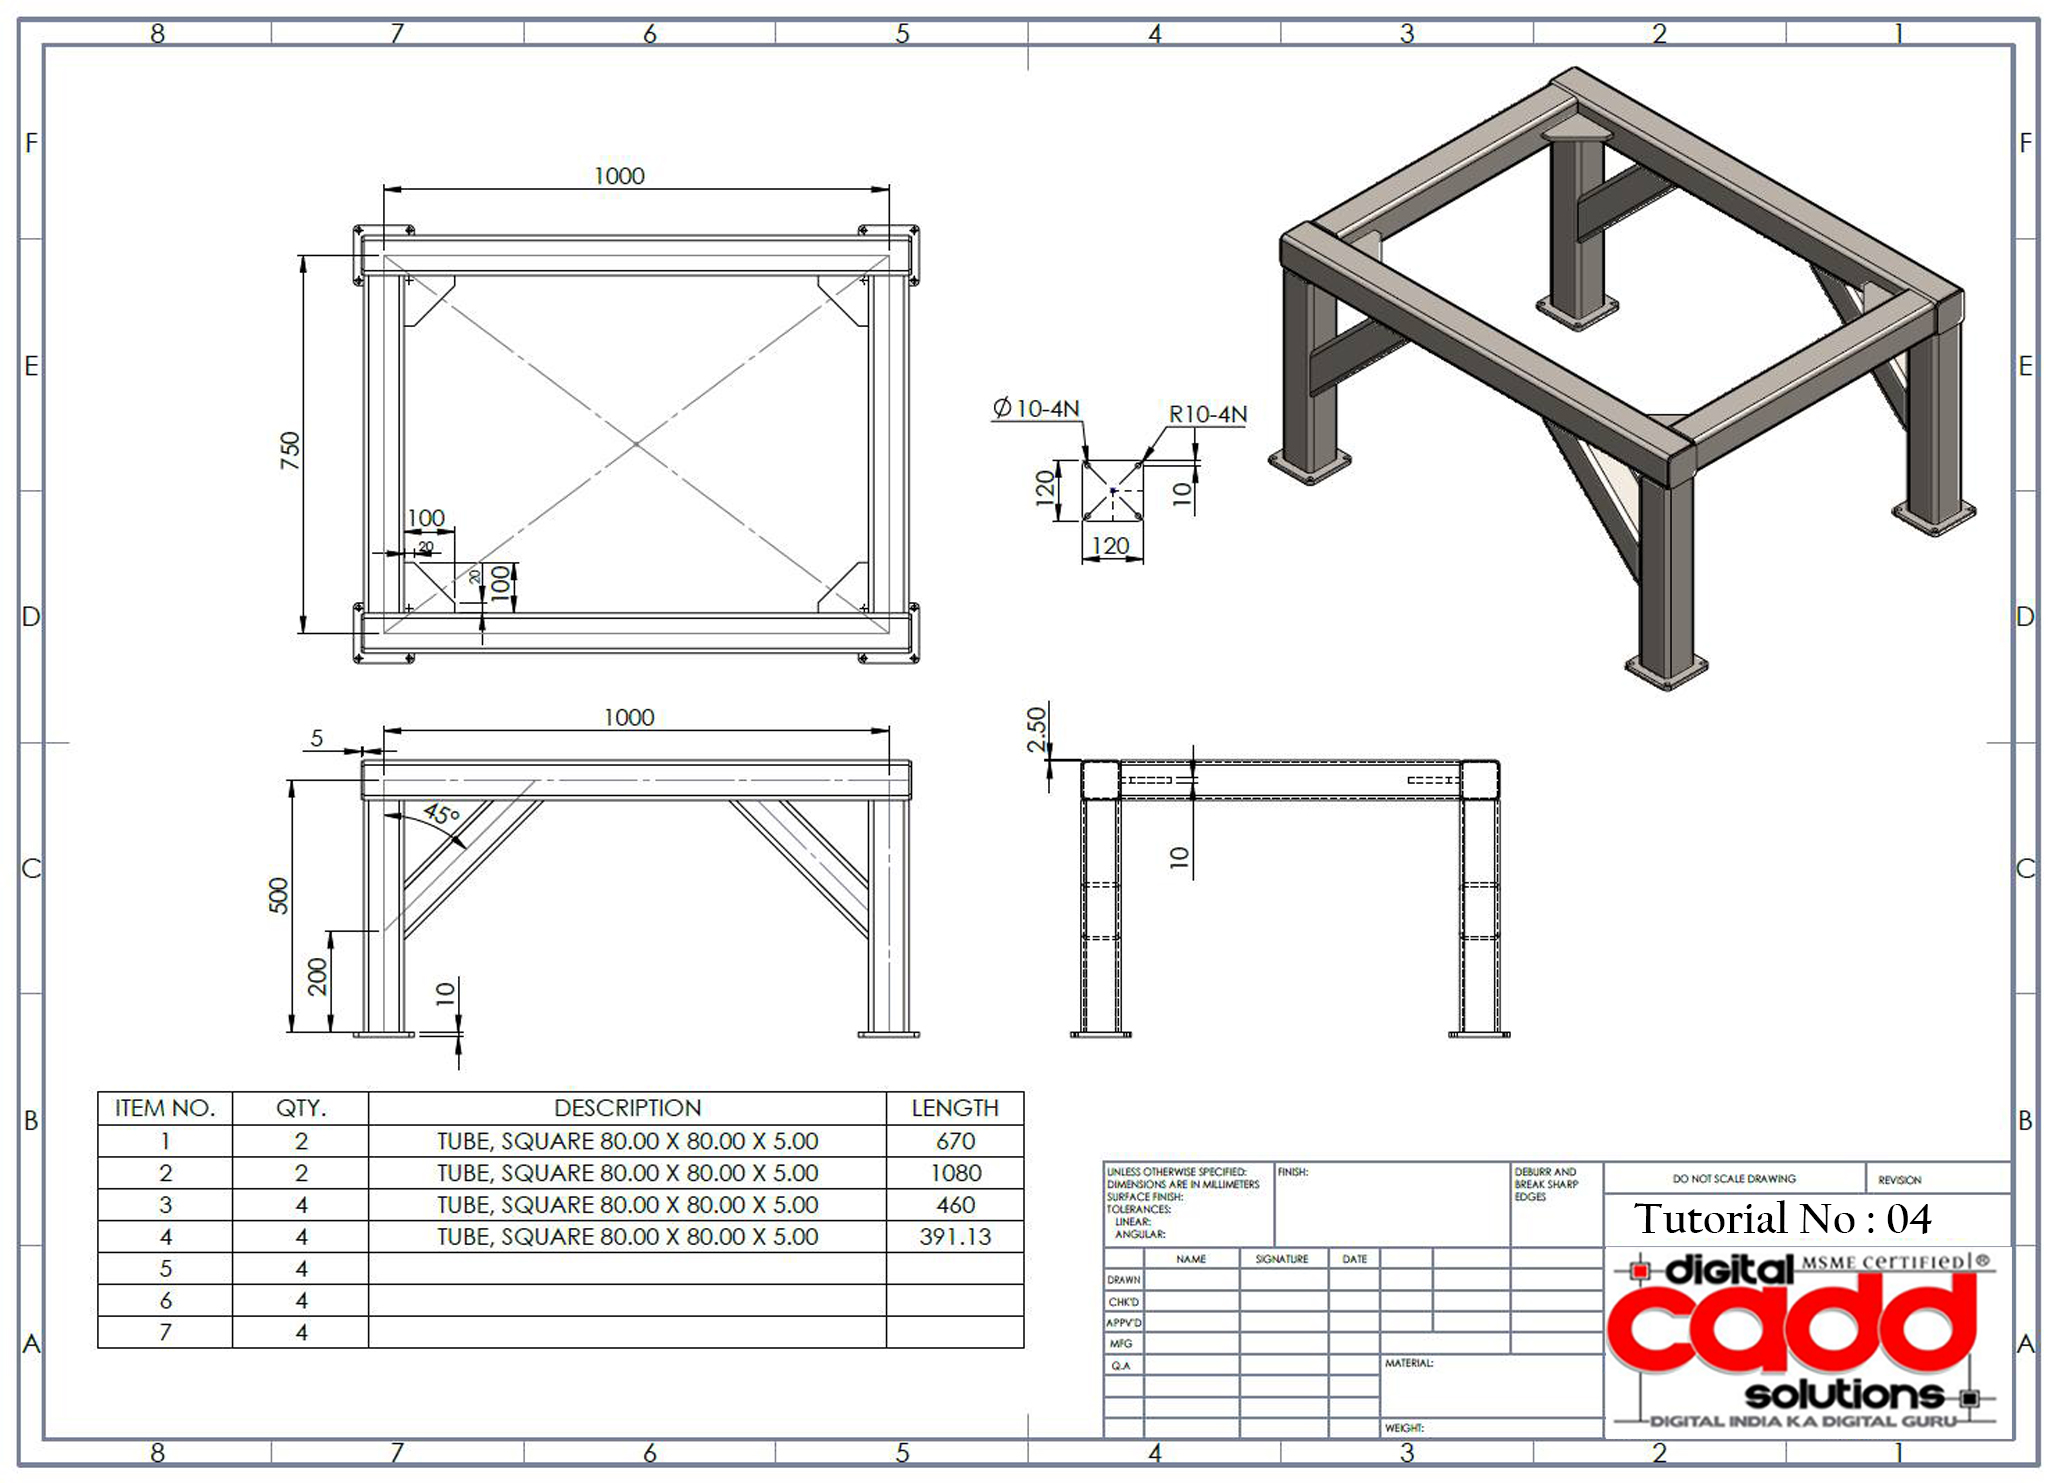 8 7 6 5 4 3 2 1
F F
E E
D D
C C
B B
A A
1000
750
100
20
20
100
Ø10-4N
R10-4N
120
10
120
1000
5
45°
500
200
10
2.50
10
ITEM NO. QTY. DESCRIPTION LENGTH
1 2 TUBE, SQUARE 80.00 X 80.00 X 5.00 670
2 2 TUBE, SQUARE 80.00 X 80.00 X 5.00 1080
3 4 TUBE, SQUARE 80.00 X 80.00 X 5.00 460
4 4 TUBE, SQUARE 80.00 X 80.00 X 5.00 391.13
5 4
6 4
7 4
UNLESS OTHERWISE SPECIFIED:
DIMENSIONS ARE IN MILLIMETERS
SURFACE FINISH:
TOLERANCES:
LINEAR:
ANGULAR:
FINISH:
DEBURR AND
BREAK SHARP
EDGES
DO NOT SCALE DRAWING
REVISION
Tutorial No : 04
NAME SIGNATURE DATE
DRAWN
CHK'D
APPV'D
MFG
Q.A
MATERIAL:
WEIGHT:
digital MSME CERTIFIED ®
cadd
solutions
DIGITAL INDIA KA DIGITAL GURU
8 7 6 5 4 3 2 1